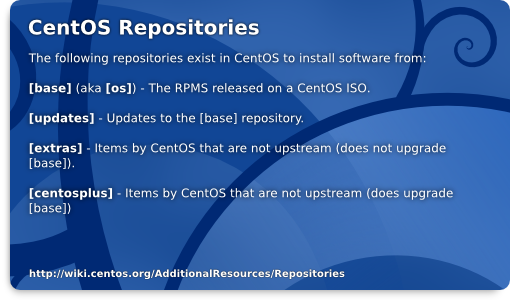 CentOS Repositories
The following repositories exist in CentOS to install software from:
[base] (aka [os]) - The RPMS released on a CentOS ISO.
[updates] - Updates to the [base] repository.
[extras] - Items by CentOS that are not upstream (does not upgrade
[base]).
[centosplus] - Items by CentOS that are not upstream (does upgrade
[base])
http://wiki.centos.org/AdditionalResources/Repositories